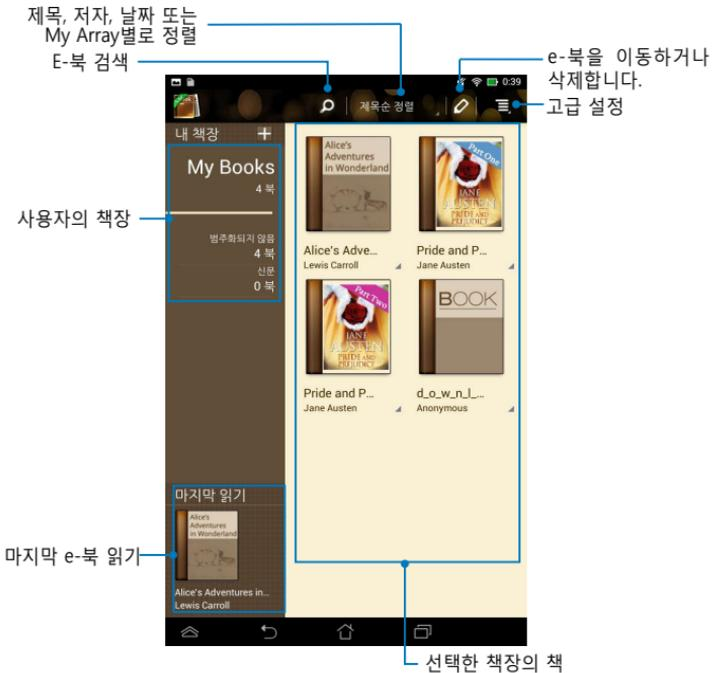 제목, 저자, 날짜 또는
My Array별로 정렬
E-북 검색
e-북을 이동하거나
삭제합니다.
고급 설정
0:39
제목순 정렬
내 책장
My Books
4 북
범주화되지 않음
4 북
신문
0 북
사용자의 책장
Alice's
Adventures
in Wonderland
Alice's Adve...
Lewis Carroll
Part One
JANE
AUSTEN
PRIDE AND
PREJUDICE
Pride and P...
Jane Austen
Part Two
JANE
AUSTEN
PRIDE AND
PREJUDICE
Pride and P...
Jane Austen
BOOK
d_o_w_n_l_...
Anonymous
마지막 읽기
Alice's
Adventures
in Wonderland
Alice's Adventures in...
Lewis Carroll
마지막 e-북 읽기
선택한 책장의 책